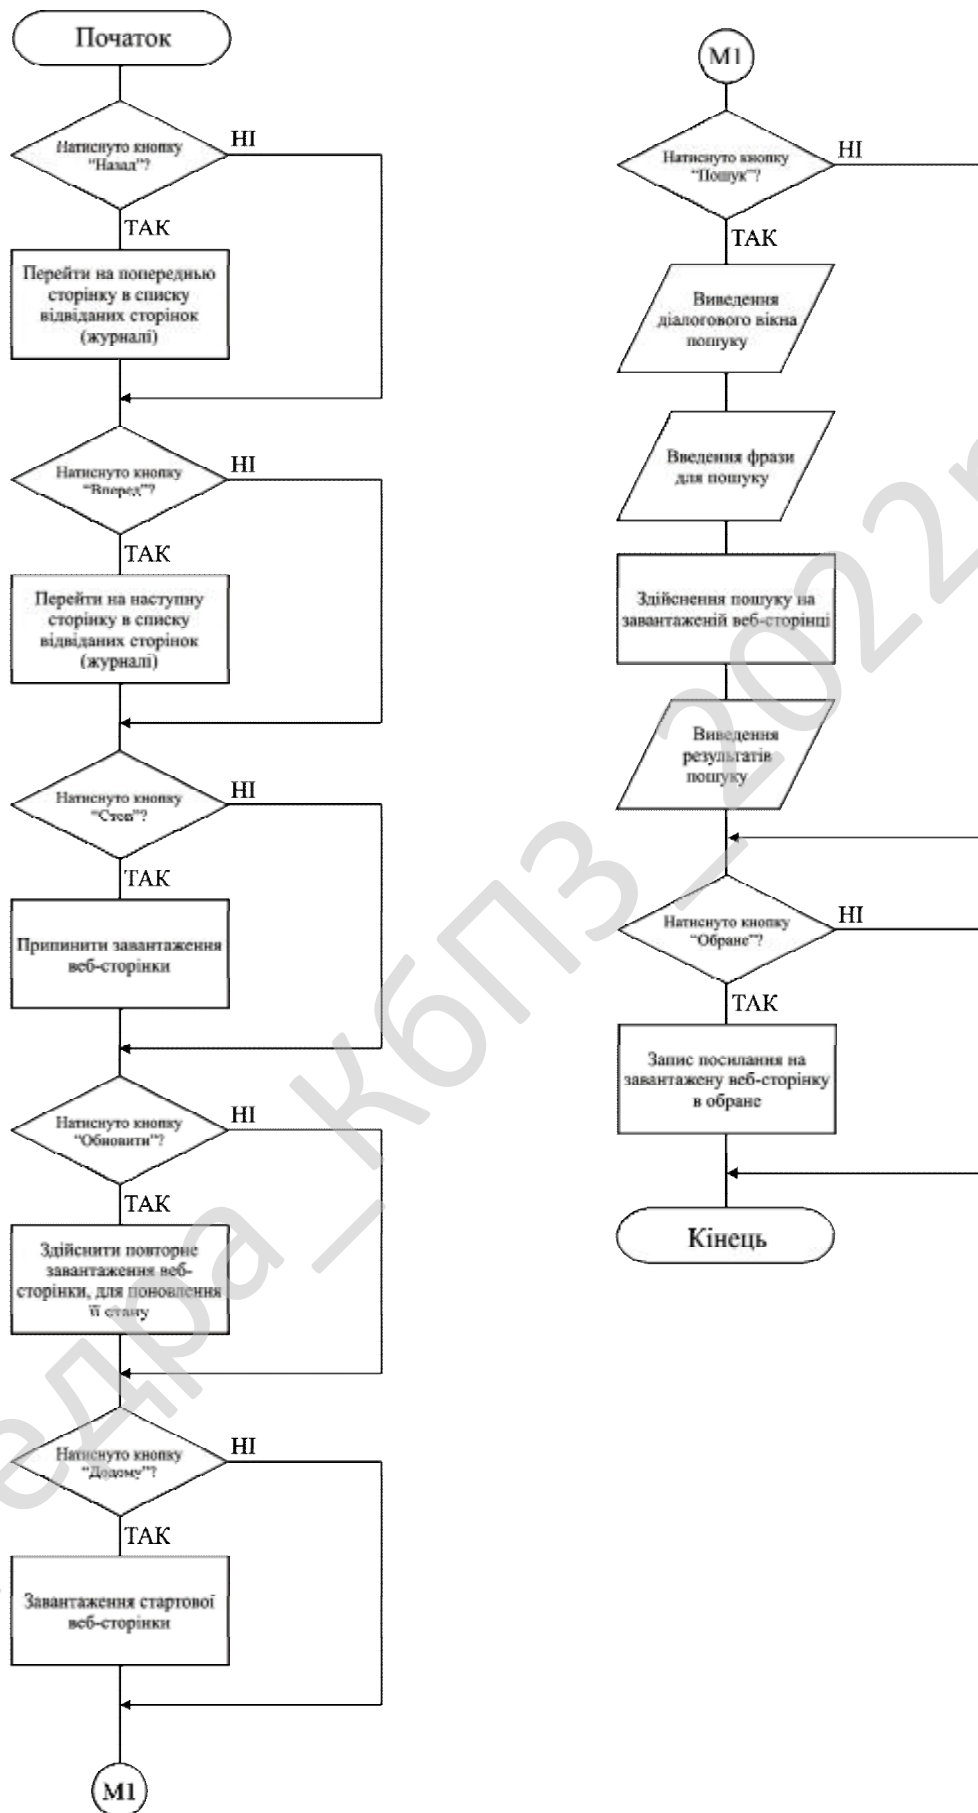 Початок
Натиснуто кнопку
“Назад”?
НІ
ТАК
Перейти на попередню
сторінку в списку
відвіданих сторінок
(журналі)
Натиснуто кнопку
“Вперед”?
НІ
ТАК
Перейти на наступну
сторінку в списку
відвіданих сторінок
(журналі)
Натиснуто кнопку
“Стоп”?
НІ
ТАК
Припинити завантаження
веб-сторінки
Натиснуто кнопку
“Обновити”?
НІ
ТАК
Здійснити повторне
завантаження веб-
сторінки, для поновлення
її стану
Натиснуто кнопку
“Додому”?
НІ
ТАК
Завантаження стартової
веб-сторінки
М1
М1
Натиснуто кнопку
“Пошук”?
НІ
ТАК
Виведення
діалогового вікна
пошуку
Введення фрази
для пошуку
Здійснення пошуку на
завантаженій веб-сторінці
Виведення
результатів
пошуку
Натиснуто кнопку
“Обране”?
НІ
ТАК
Запис посилання на
завантажену веб-сторінку
в обране
Кінець
едра_КбПЗ_2022р